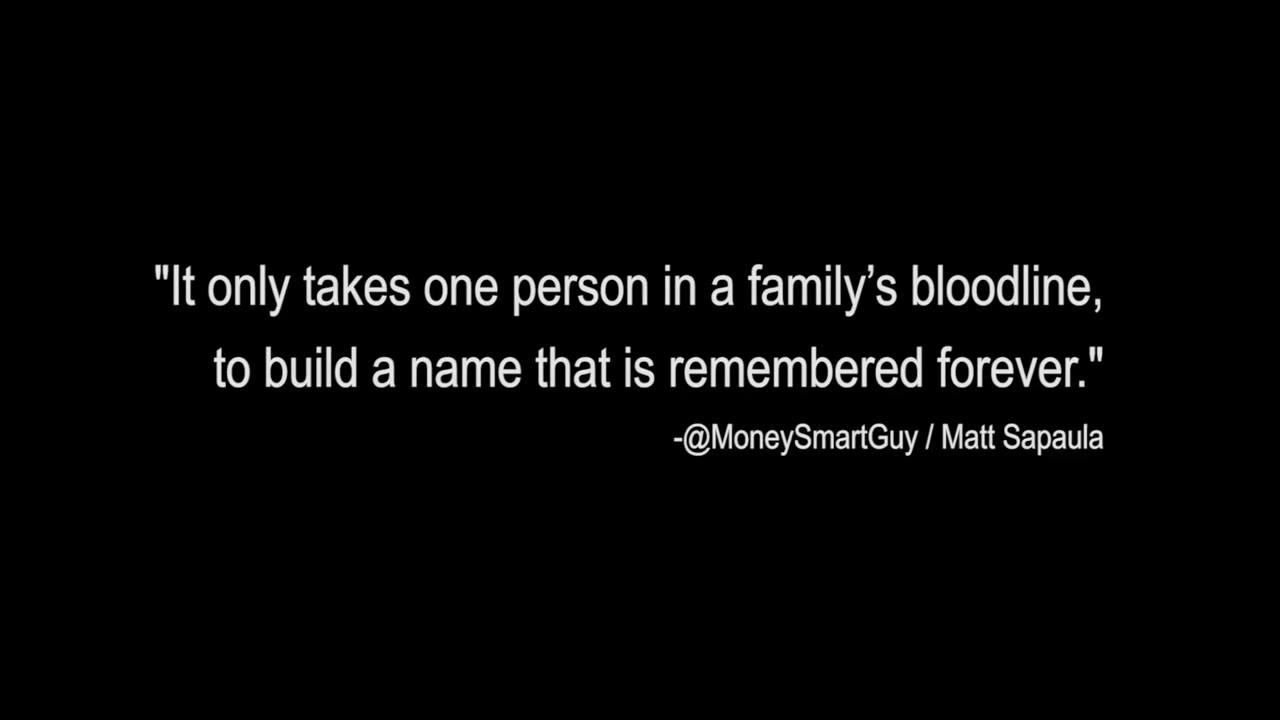 "It only takes one person in a family’s bloodline,
to build a name that is remembered forever."
-@MoneySmartGuy / Matt Sapaula